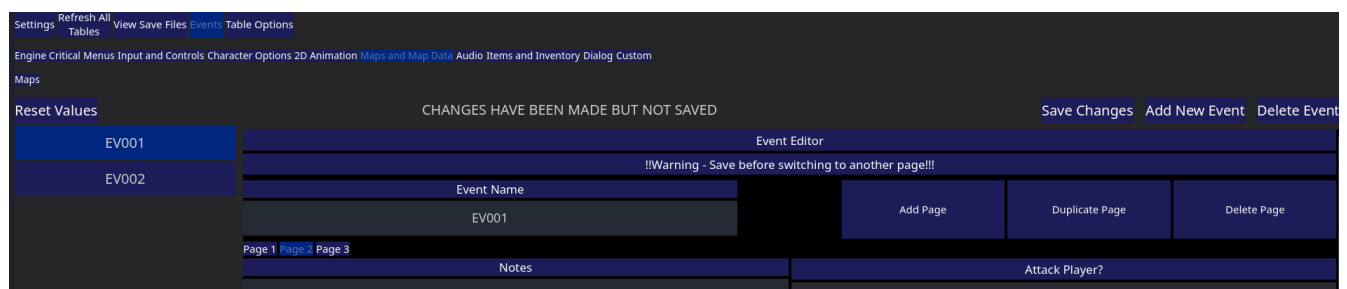 Settings Refresh All Tables View Save Files Events Table Options
Engine Critical Menus Input and Controls Character Options 2D Animation Maps and Map Data Audio Items and Inventory Dialog Custom
Maps
Reset Values CHANGES HAVE BEEN MADE BUT NOT SAVED Save Changes Add New Event Delete Event
EV001 Event Editor
!!Warning - Save before switching to another page!!!
EV002
Event Name
EV001 Add Page Duplicate Page Delete Page
Page 1 Page 2 Page 3
Notes Attack Player?